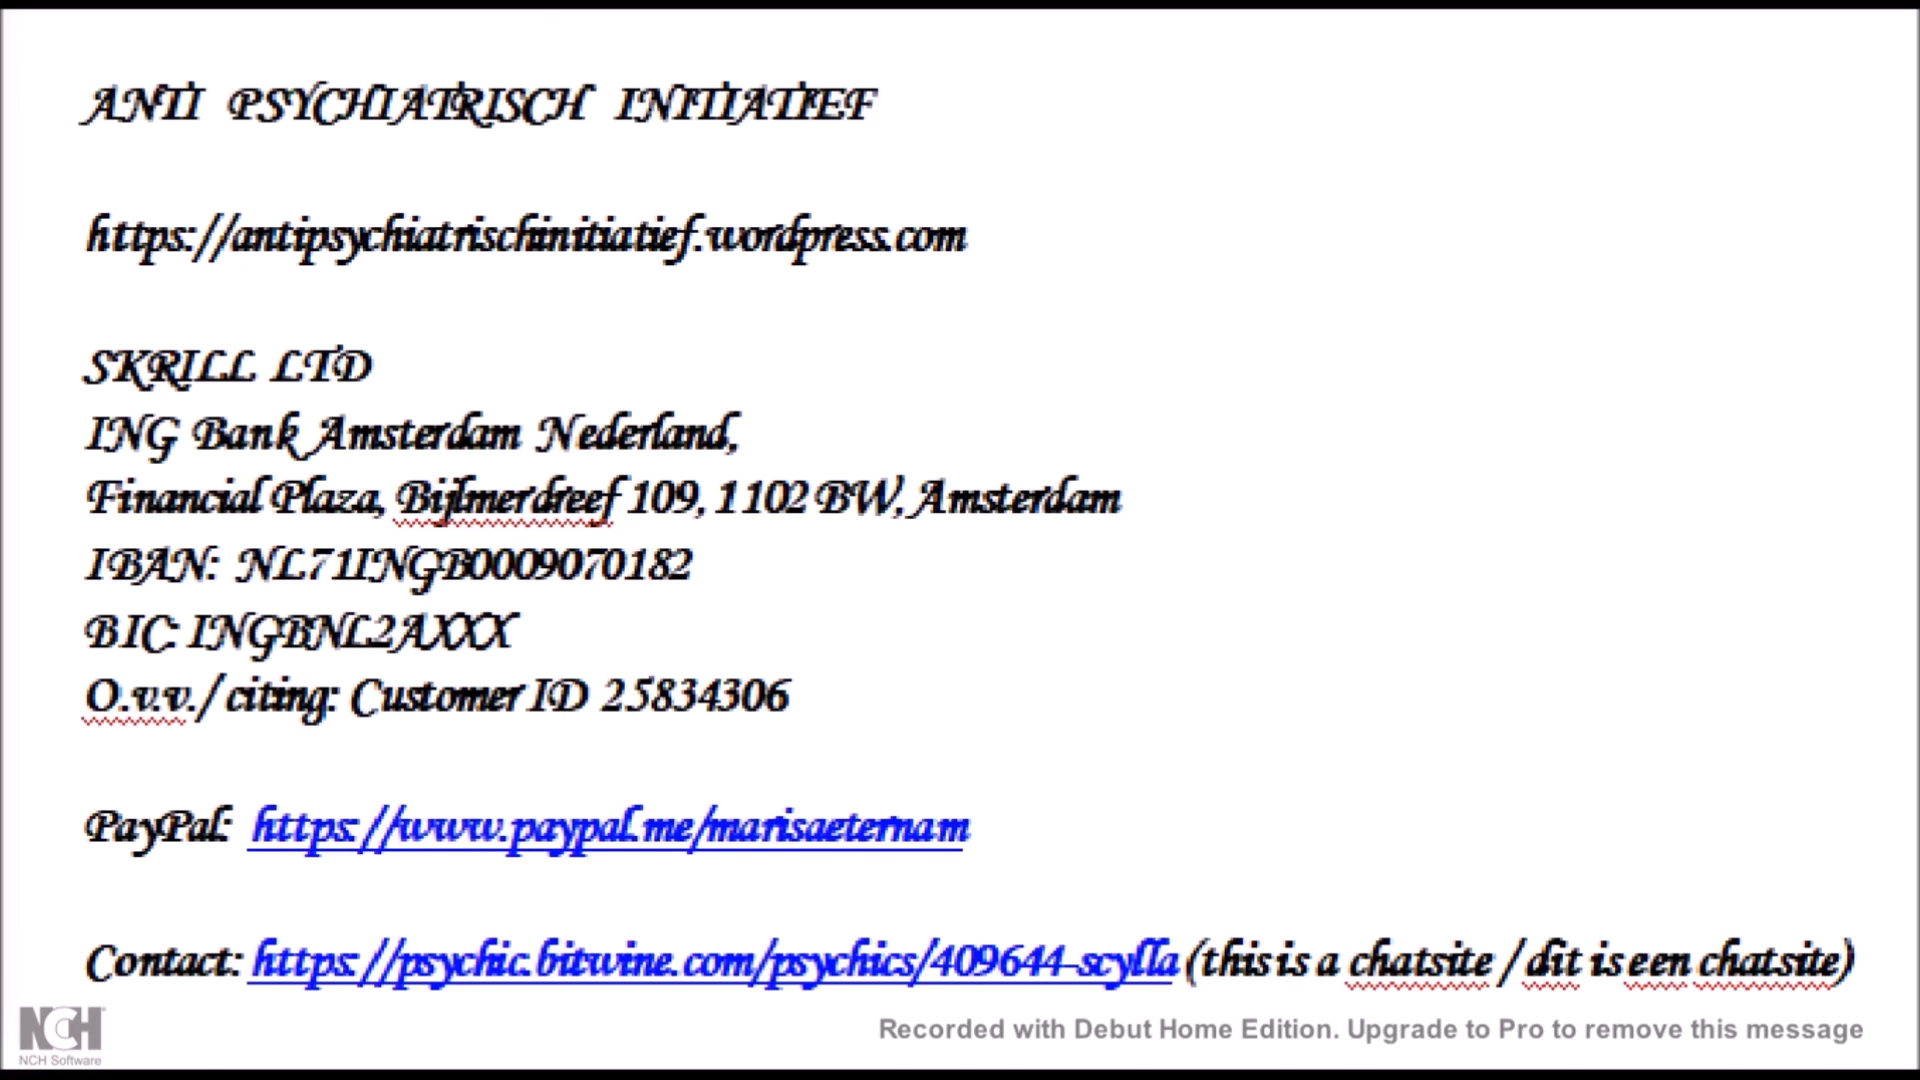 ANTI PSYCHIATRISCH INITIATIEF
https://antipsychiatrischinitiatief.wordpress.com
SKRILL LTD
ING Bank Amsterdam Nederland,
Financial Plaza, Bijlmerdreef 109, 1102 BW, Amsterdam
IBAN: NL71INGB0009070182
BIC: INGBNL2AXXX
O.v.v./ citing: Customer ID 25834306
PayPal: https://www.paypal.me/marisaeternam
Contact: https://psychic.bitwine.com/psychics/409644-scylla (this is a chatsite / dit is een chatsite)
NCH
NCH Software
Recorded with Debut Home Edition. Upgrade to Pro to remove this message